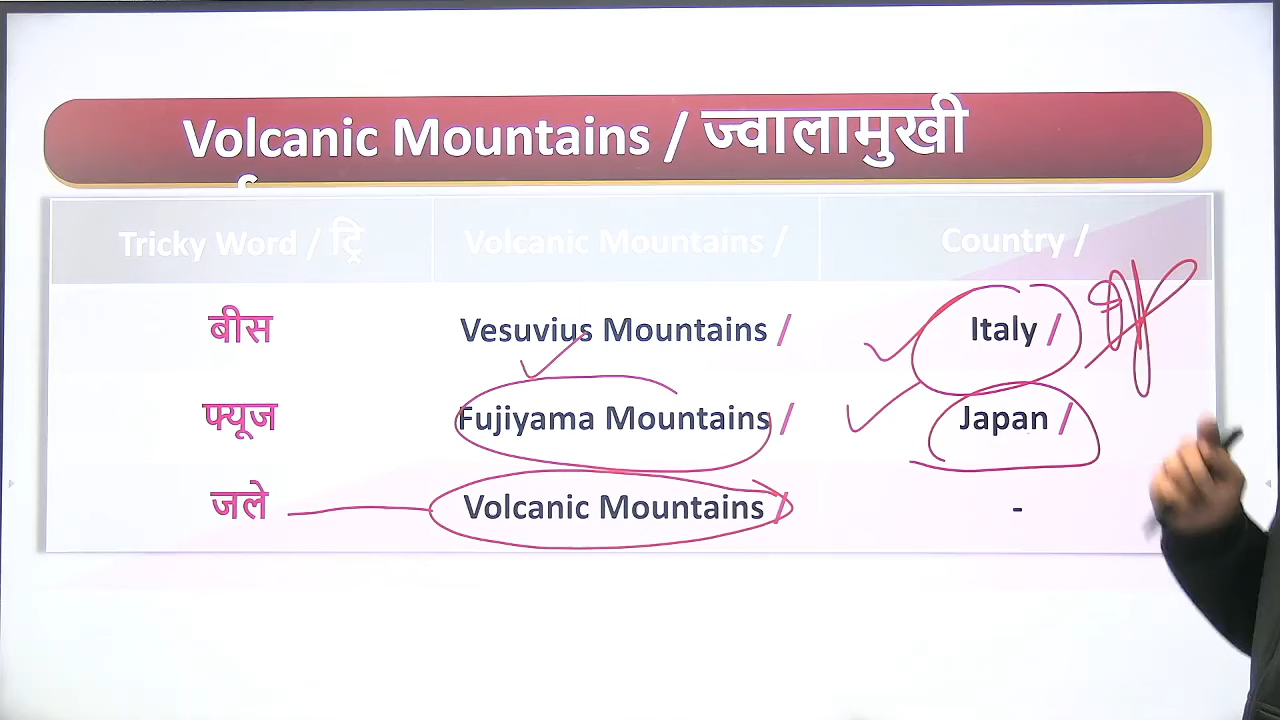 Volcanic Mountains / ज्वालामुखी
Tricky Word / ट्रि Volcanic Mountains / Country /
बीस Vesuvius Mountains / Italy /
फ्यूज Fujiyama Mountains / Japan /
जले Volcanic Mountains / -